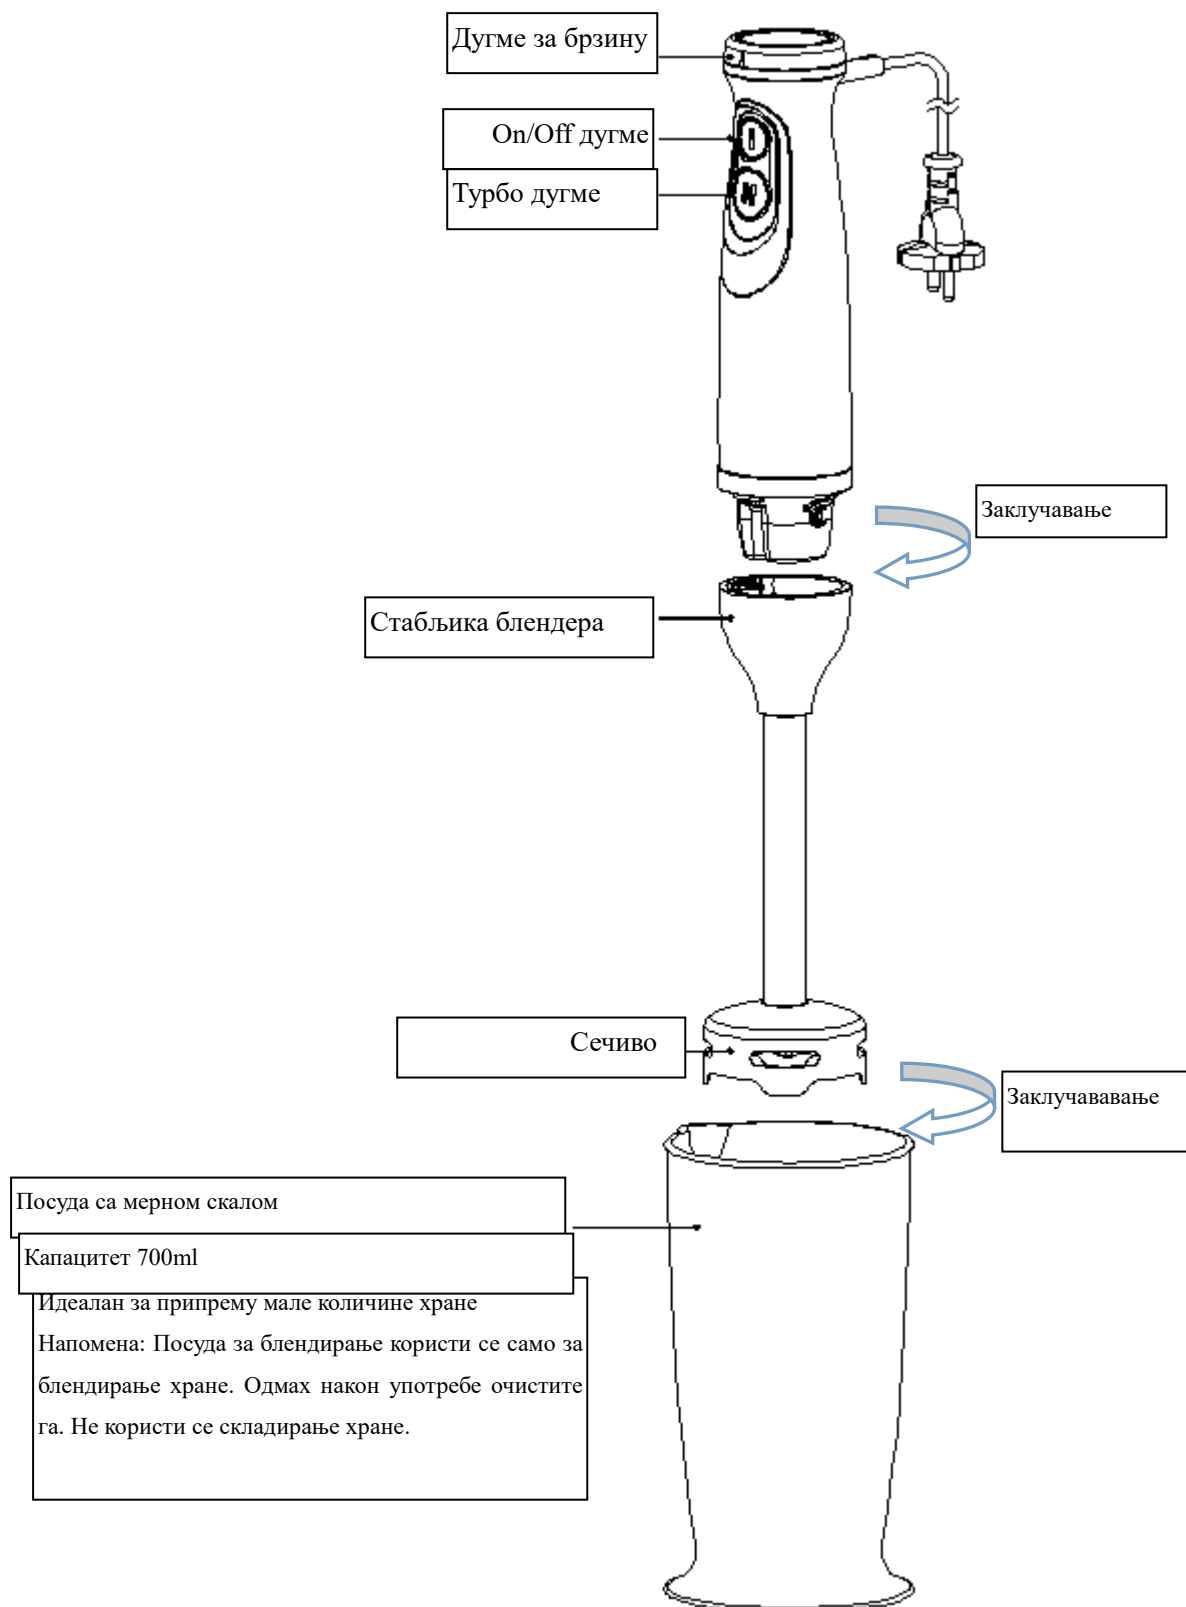 Дугме за брзину
On/Off дугме
Турбо дугме
Заклучавање
Стабљика блендера
Сечиво
Заклучававање
Посуда са мерном скалом
Капацитет 700ml
Идеалан за припрему мале количине хране
Напомена: Посуда за блендирање користи се само за
блендирање хране. Одмах након употребе очистите
га. Не користи се складирање хране.